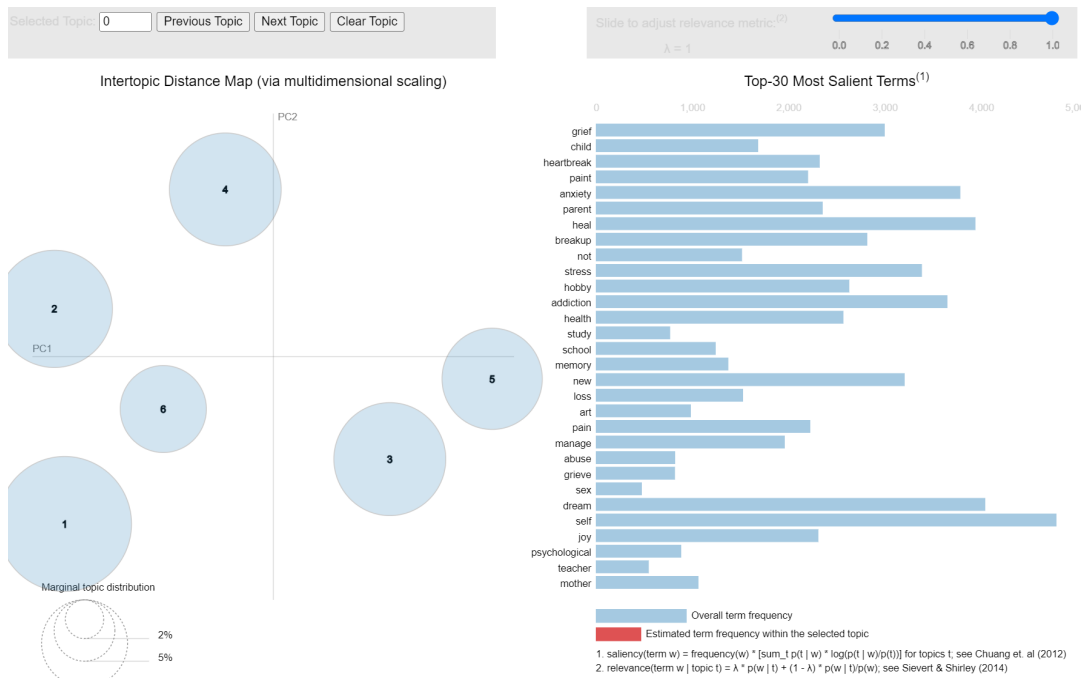 Selected Topic: 0 Previous Topic Next Topic Clear Topic
Slide to adjust relevance metric:(2)
λ = 1
0.0 0.2 0.4 0.6 0.8 1.0
Intertopic Distance Map (via multidimensional scaling)
PC2
4
2
PC1
5
6
3
1
Marginal topic distribution
2%
5%
Top-30 Most Salient Terms(1)
0 1,000 2,000 3,000 4,000
grief
child
heartbreak
paint
anxiety
parent
heal
breakup
not
stress
hobby
addiction
health
study
school
memory
new
loss
art
pain
manage
abuse
grieve
sex
dream
self
joy
psychological
teacher
mother
Overall term frequency
Estimated term frequency within the selected topic
1. saliency(term w) = frequency(w) * [sum_t p(t | w) * log(p(t | w)/p(t))] for topics t; see Chuang et. al (2012)
2. relevance(term w | topic t) = λ * p(w | t) + (1 - λ) * p(w | t)/p(w); see Sievert & Shirley (2014)